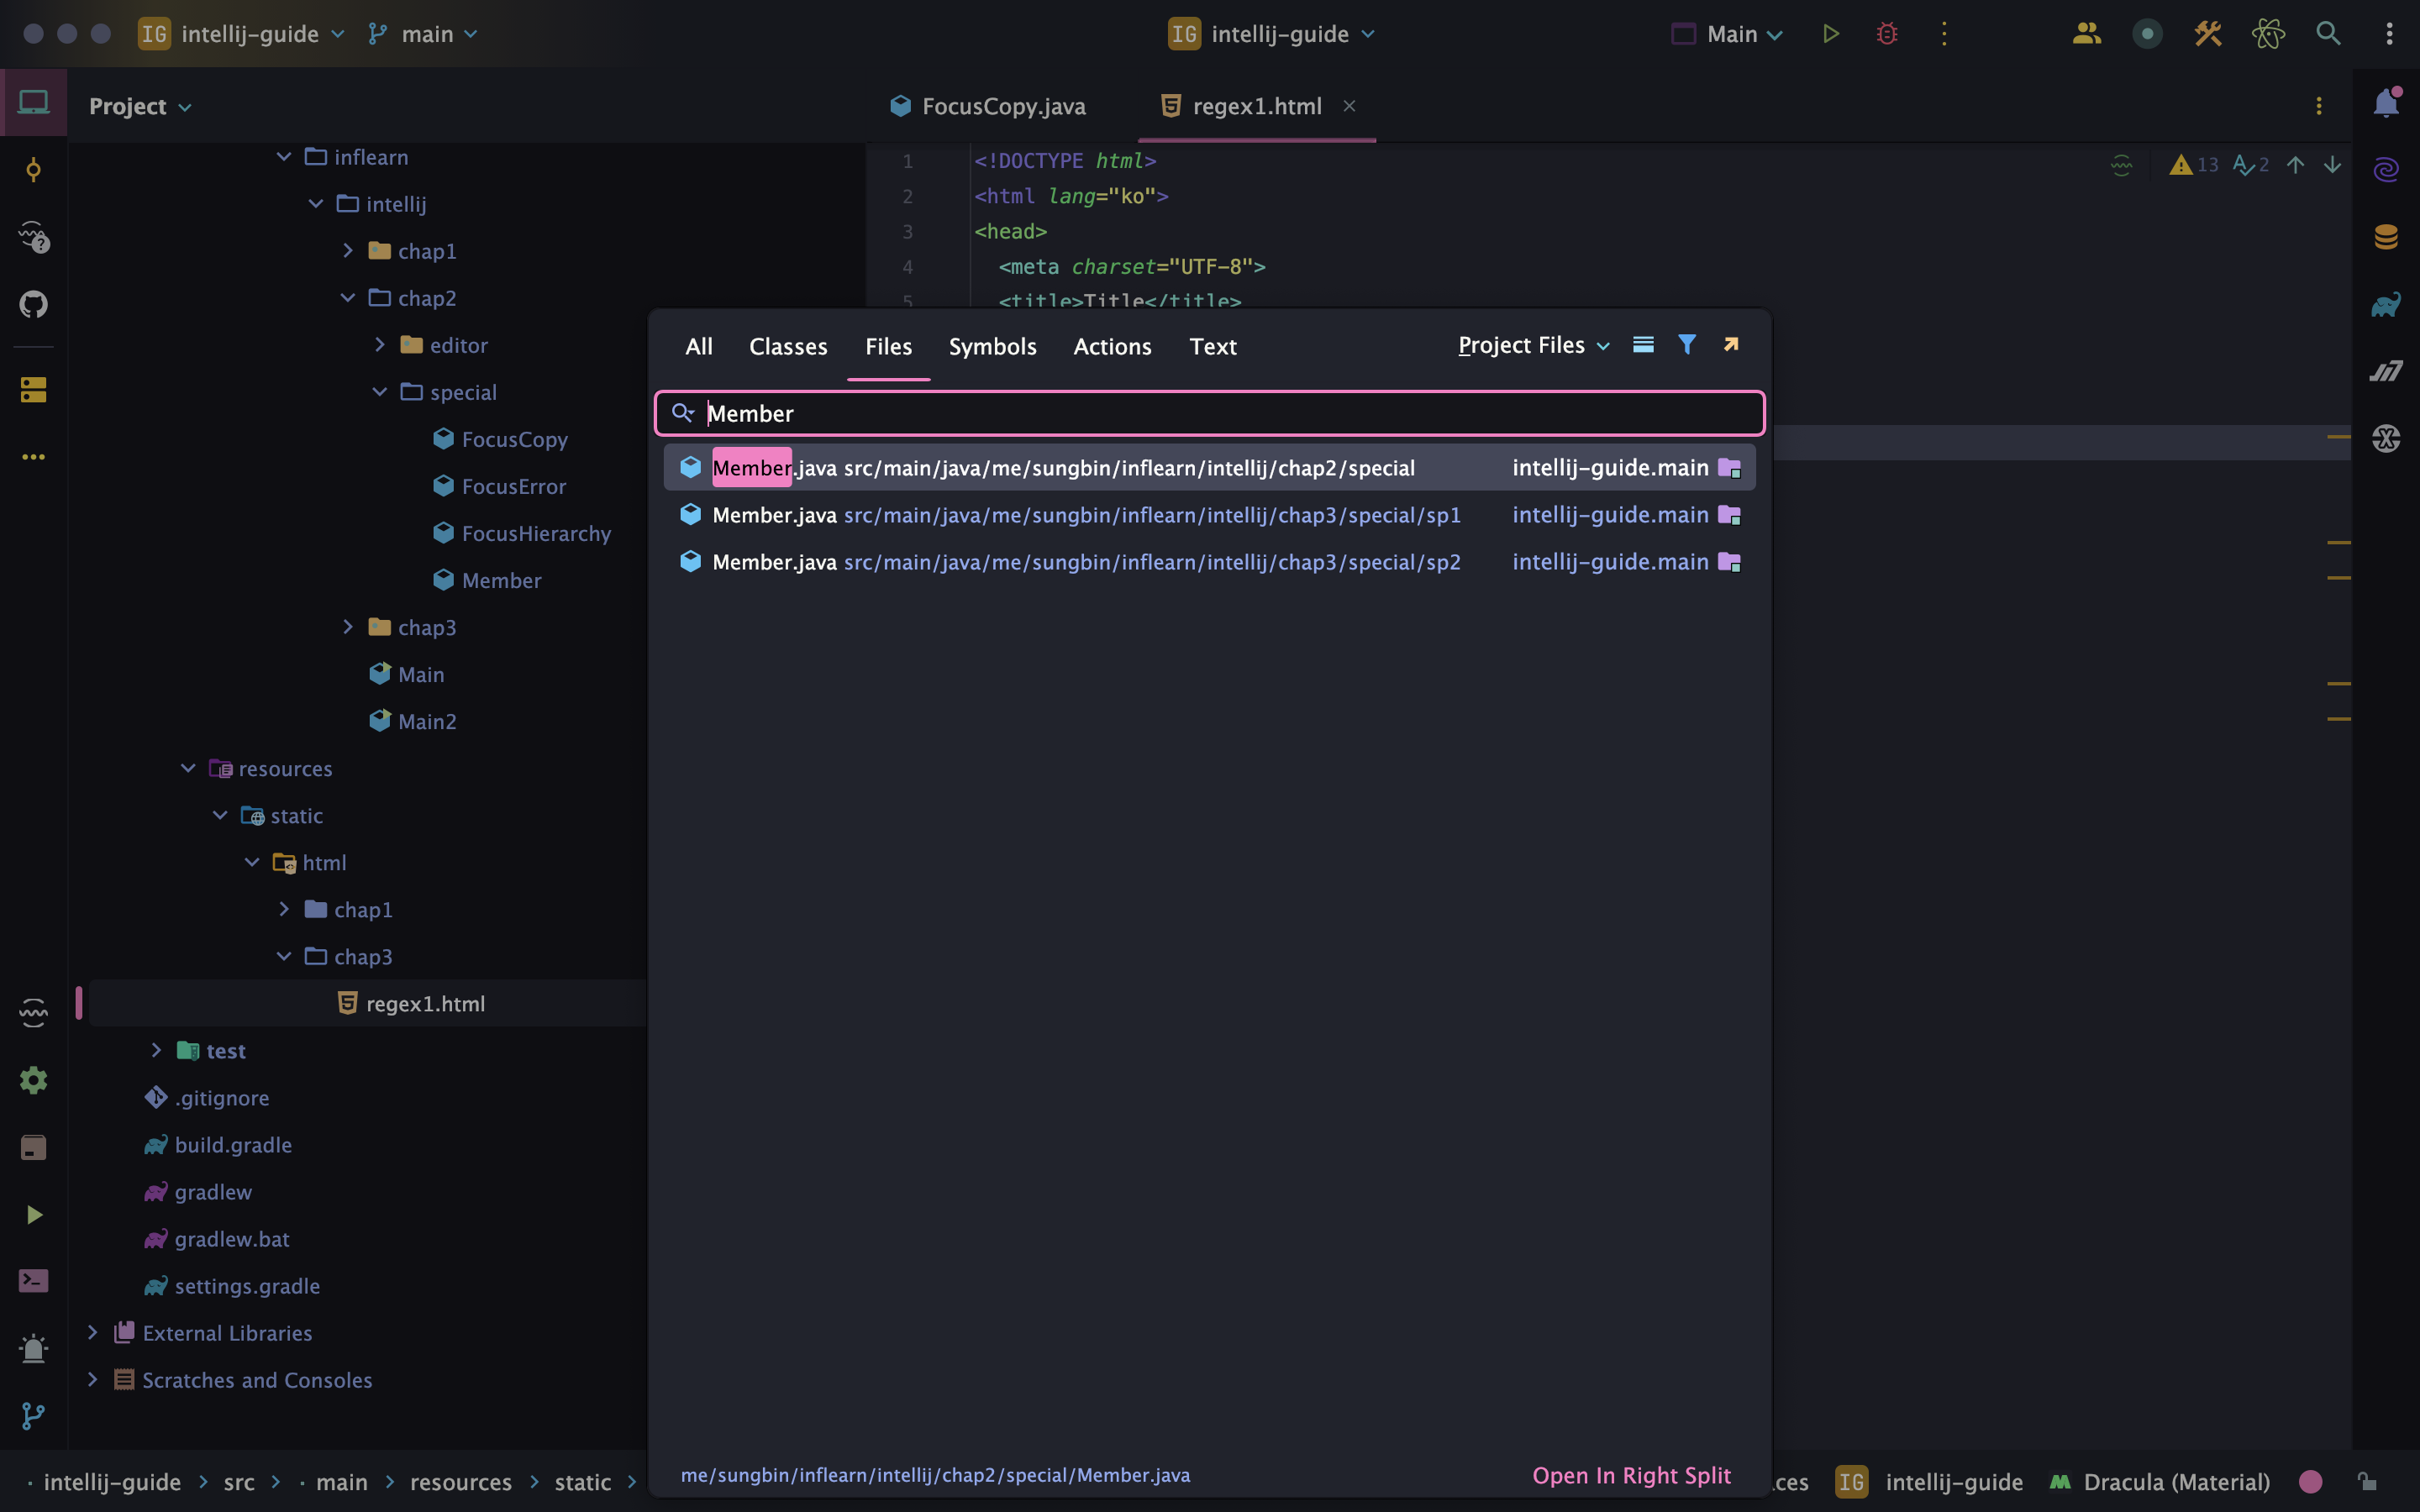 IG intellij-guide main
IG intellij-guide
Main
Project
FocusCopy.java
regex1.html
inflearn
intellij
chap1
chap2
editor
special
FocusCopy
FocusError
FocusHierarchy
Member
chap3
Main
Main2
resources
static
html
chap1
chap3
regex1.html
test
.gitignore
build.gradle
gradlew
gradlew.bat
settings.gradle
External Libraries
Scratches and Consoles
1 <!DOCTYPE html>
2 <html lang="ko">
3 <head>
4 <meta charset="UTF-8">
5 <title>Title</title>
13 2
All Classes Files Symbols Actions Text Project Files
Member
Member.java src/main/java/me/sungbin/inflearn/intellij/chap2/special intellij-guide.main
Member.java src/main/java/me/sungbin/inflearn/intellij/chap3/special/sp1 intellij-guide.main
Member.java src/main/java/me/sungbin/inflearn/intellij/chap3/special/sp2 intellij-guide.main
me/sungbin/inflearn/intellij/chap2/special/Member.java Open In Right Split
intellij-guide > src > main > resources > static >
ces IG intellij-guide Dracula (Material)